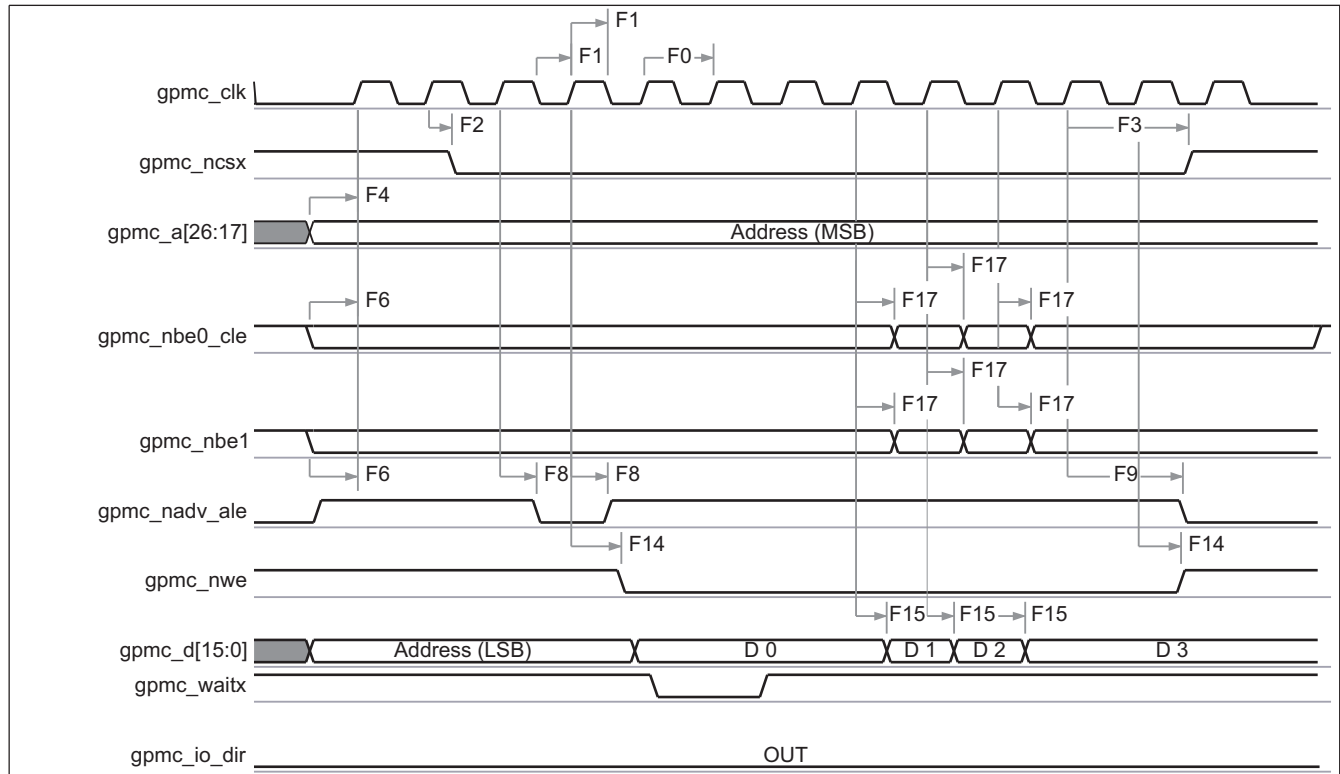 F1
F1 F0
gpmc_clk
F2 F3
gpmc_ncsx
F4
gpmc_a[26:17] Address (MSB)
F17
F6 F17 F17
gpmc_nbe0_cle
F17
F17 F17
gpmc_nbe1
F6 F8 F8 F9
gpmc_nadv_ale
F14 F14
gpmc_nwe
F15 F15 F15
gpmc_d[15:0] Address (LSB) D 0 D 1 D 2 D 3
gpmc_waitx
gpmc_io_dir OUT